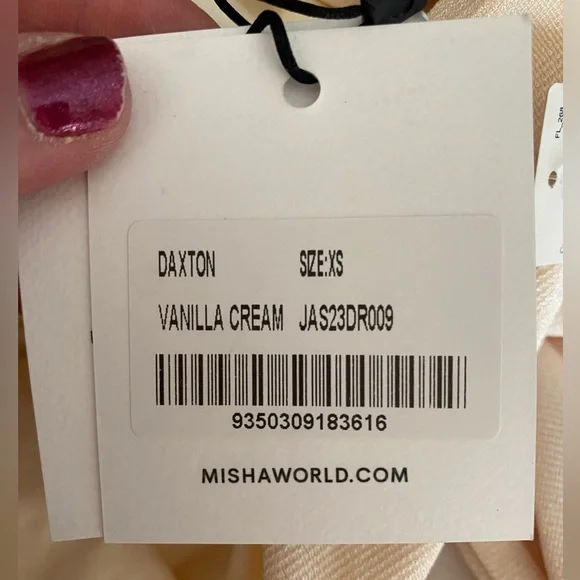 DAXTON SIZE:XS
VANILLA CREAM JAS23DR009
9350309183616
MISHAWORLD.COM